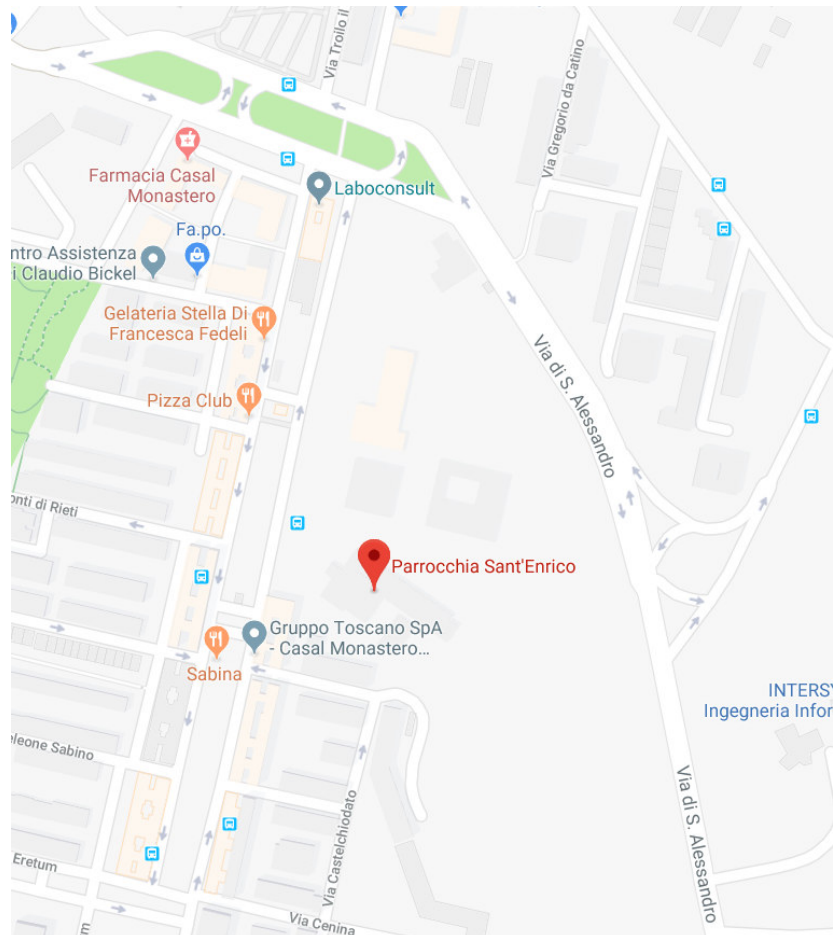 Via Troilo il
Via Gregorio da Catino
Farmacia Casal
Monastero
Laboconsult
Fa.po.
ntro Assistenza
i Claudio Bickel
Gelateria Stella Di
Francesca Fedeli
Via di S. Alessandro
Pizza Club
onti di Rieti
Parrocchia Sant'Enrico
Gruppo Toscano SpA
- Casal Monastero...
Sabina
INTERSY
Ingegneria Infor
eleone Sabino
Via di S. Alessandro
Via Castelchiodato
Eretum
Via Cenina
m